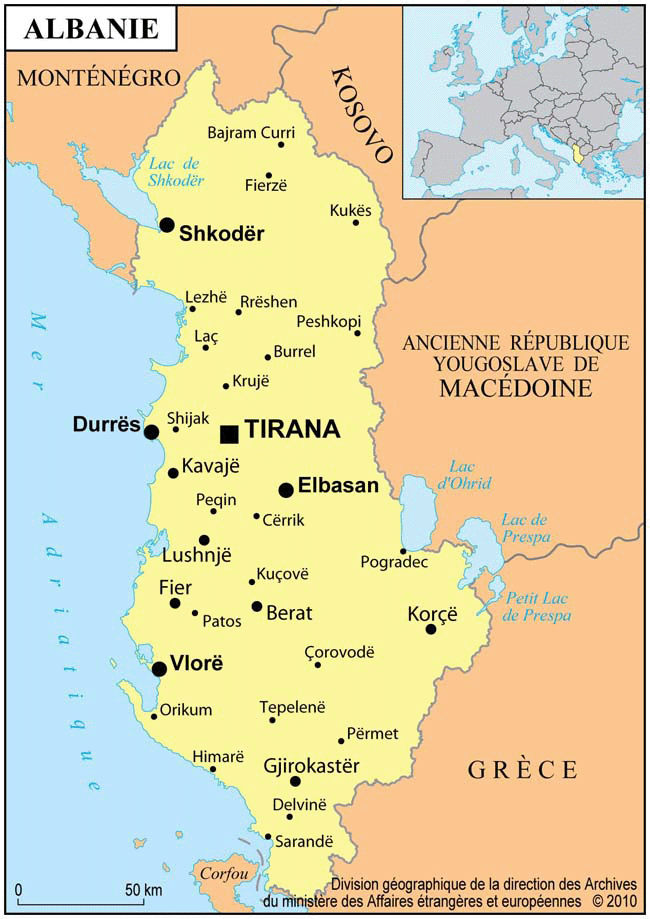 ALBANIE
MONTÉNÉGRO
KOSOVO
Bajram Curri
Lac de
Shkodër
Fierzë
Kukës
Shkodër
Lezhë
Rrëshen
Peshkopi
Laç
Burrel
ANCIENNE RÉPUBLIQUE
YOUGOSLAVE DE
MACÉDOINE
Krujë
Mer Adriatique
Durrës
Shijak
TIRANA
Kavajë
Elbasan
Lac
d'Ohrid
Peqin
Cërrik
Lac de
Prespa
Lushnjë
Pogradec
Kuçovë
Fier
Petit Lac
de Prespa
Patos
Berat
Korçë
Vlorë
Çorovodë
Orikum
Tepelenë
Përmet
Himarë
Gjirokastër
GRÈCE
Delvinë
Sarandë
Corfou
0 50 km
Division géographique de la direction des Archives
du ministère des Affaires étrangères et européennes © 2010